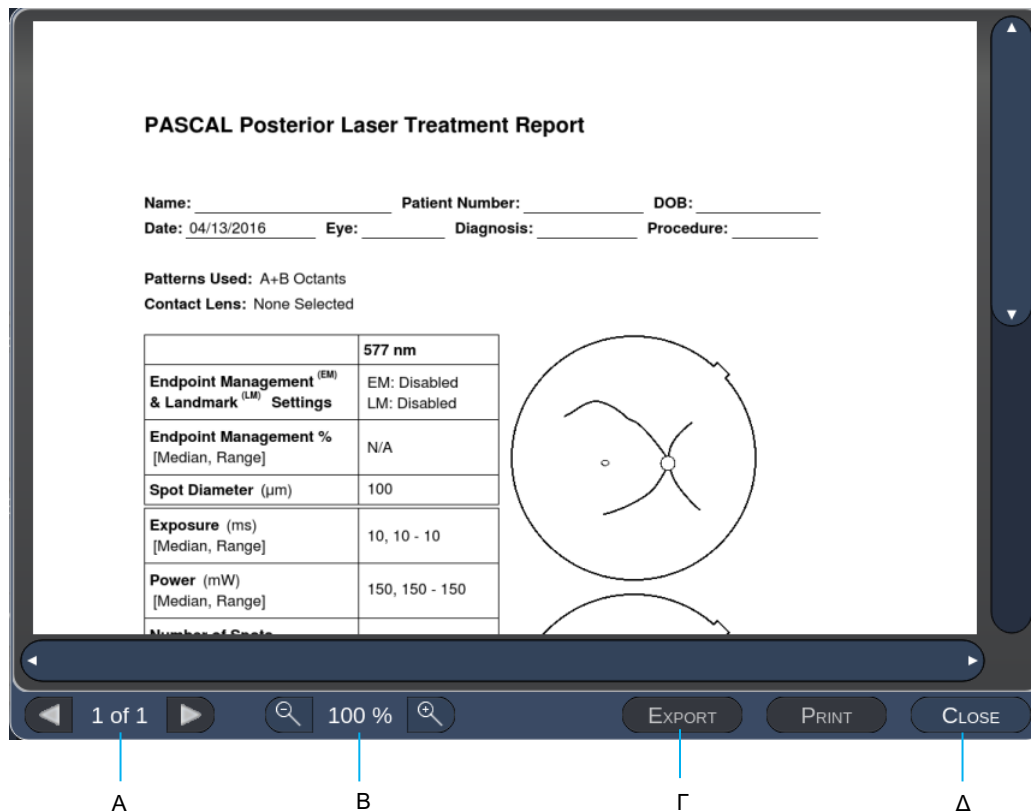 PASCAL Posterior Laser Treatment Report
Name: Patient Number: DOB:
Date: 04/13/2016 Eye: Diagnosis: Procedure:
Patterns Used: A+B Octants
Contact Lens: None Selected
577 nm
Endpoint Management (EM)
& Landmark (LM) Settings
EM: Disabled
LM: Disabled
Endpoint Management %
[Median, Range]
N/A
Spot Diameter (µm)
100
Exposure (ms)
[Median, Range]
10, 10 - 10
Power (mW)
[Median, Range]
150, 150 - 150
Number of Spots
1 of 1
100 %
EXPORT
PRINT
CLOSE
Α
Β
Γ
Δ